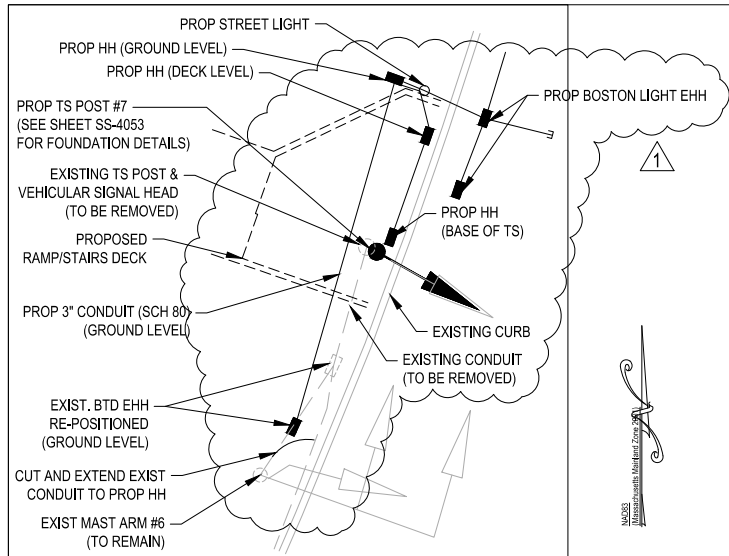 PROP STREET LIGHT
PROP HH (GROUND LEVEL)
PROP HH (DECK LEVEL)
PROP TS POST #7
(SEE SHEET SS-4053
FOR FOUNDATION DETAILS)
EXISTING TS POST &
VEHICULAR SIGNAL HEAD
(TO BE REMOVED)
PROPOSED
RAMP/STAIRS DECK
PROP 3" CONDUIT (SCH 80)
(GROUND LEVEL)
EXIST. BTD EHH
RE-POSITIONED
(GROUND LEVEL)
CUT AND EXTEND EXIST
CONDUIT TO PROP HH
EXIST MAST ARM #6
(TO REMAIN)
PROP BOSTON LIGHT EHH
1
PROP HH
(BASE OF TS)
EXISTING CURB
EXISTING CONDUIT
(TO BE REMOVED)
NAD83
(Massachusetts Mainland Zone